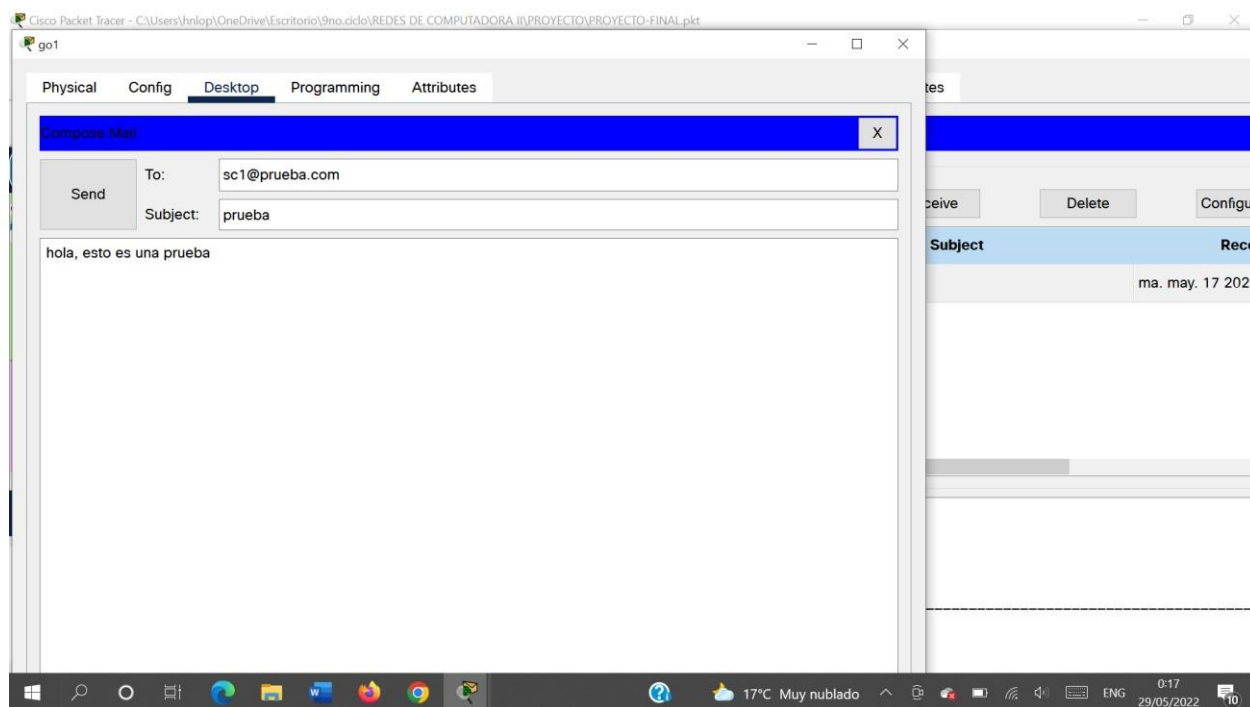 Cisco Packet Tracer - C:\Users\hnlop\OneDrive\Escritorio\9no.ciclo\REDES DE COMPUTADORA II\PROYECTO\PROYECTO-FINAL.pkt
go1
Physical Config Desktop Programming Attributes
tes
Compose Mail X
Send
To: sc1@prueba.com
Subject: prueba
hola, esto es una prueba
ceive Delete Configu
Subject Rece
ma. may. 17 202
17°C Muy nublado ENG 0:17
29/05/2022 10